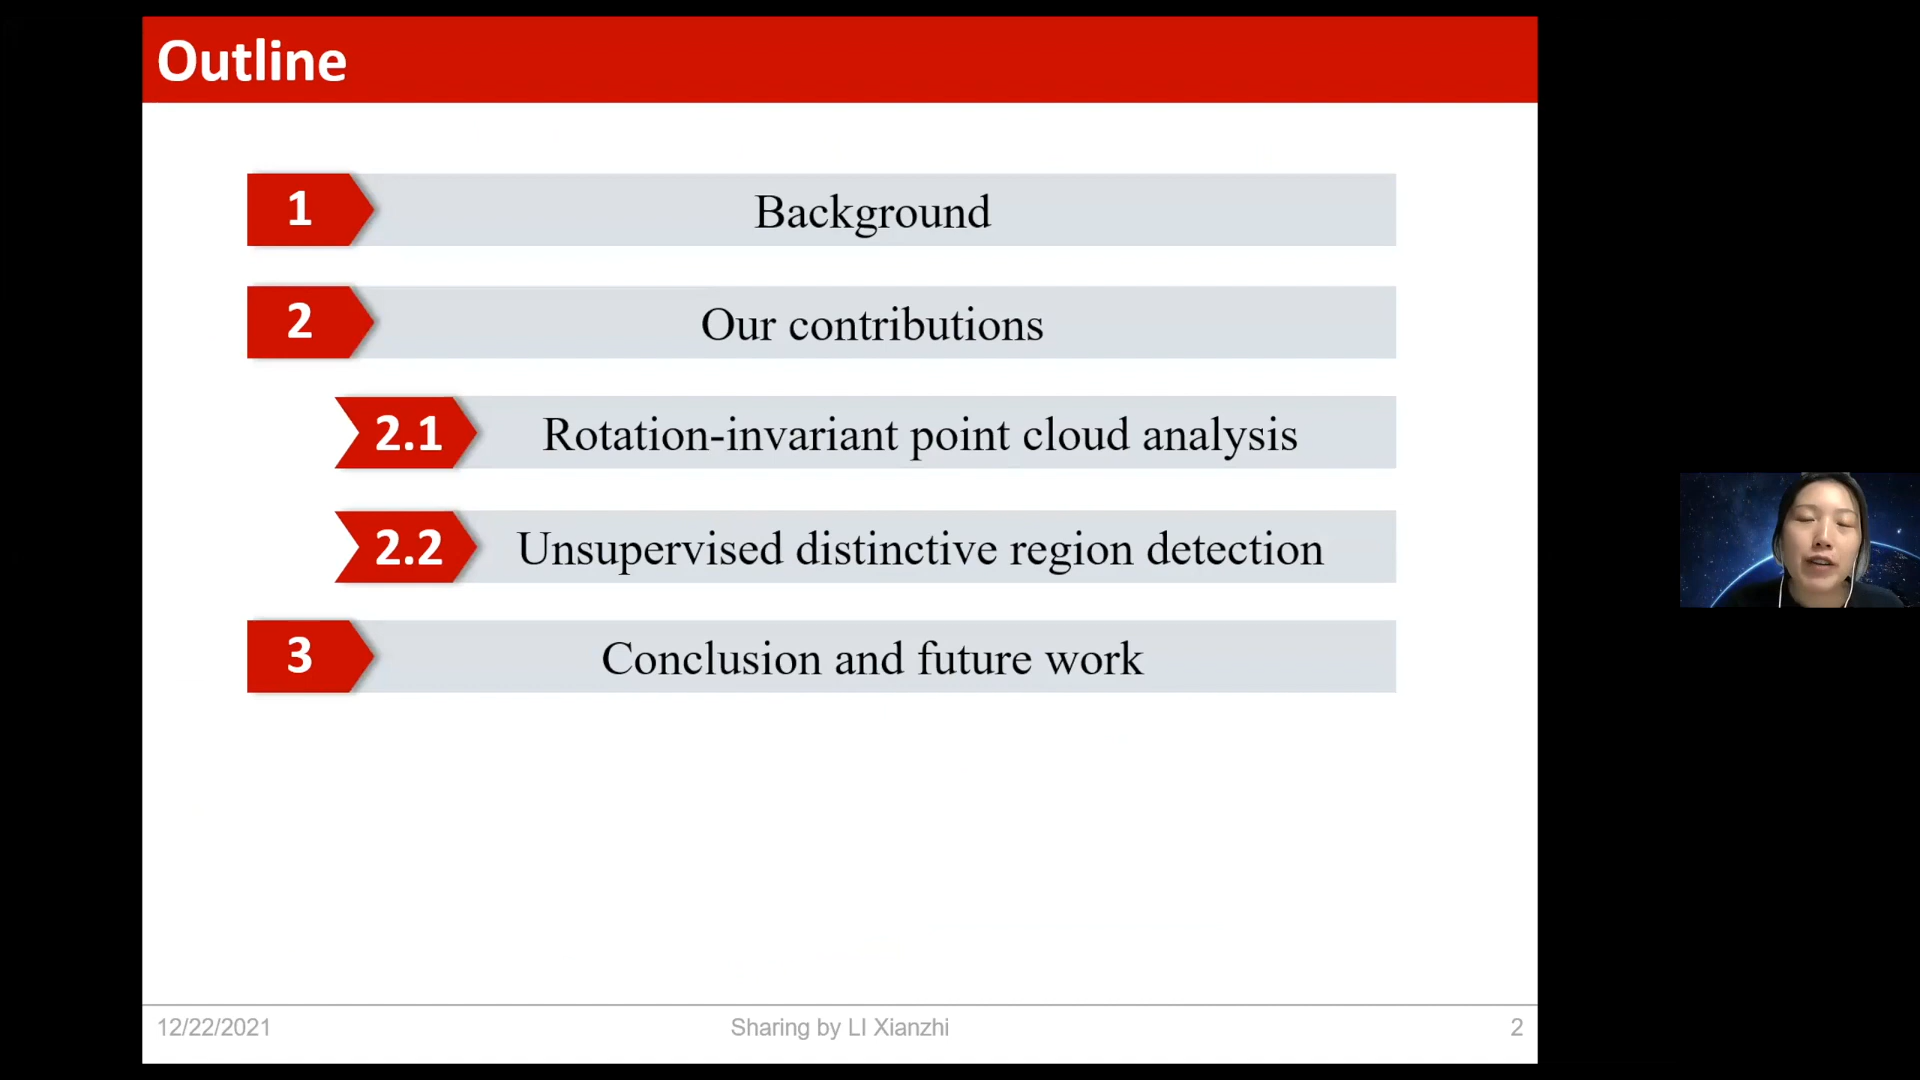 Outline
1 Background
2 Our contributions
2.1 Rotation-invariant point cloud analysis
2.2 Unsupervised distinctive region detection
3 Conclusion and future work
12/22/2021 Sharing by LI Xianzhi 2